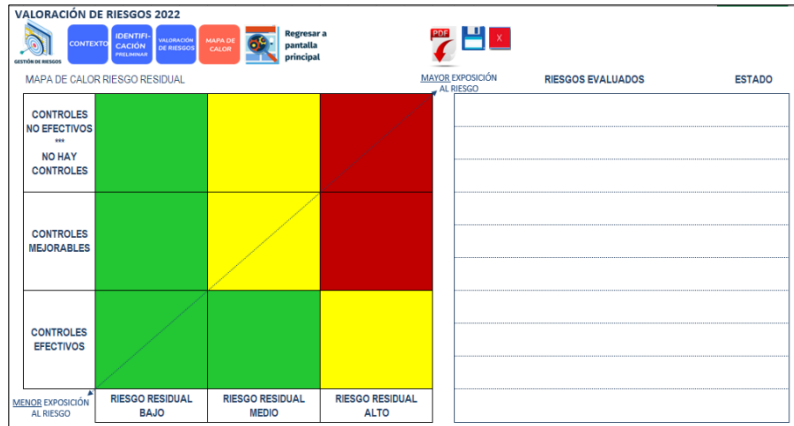 VALORACIÓN DE RIESGOS 2022
GESTIÓN DE RIESGOS
CONTEXTO
IDENTIFI-
CACIÓN
PRELIMINAR
VALORACIÓN
DE RIESGOS
MAPA DE
CALOR
Regresar a
pantalla
principal
PDF
X
MAPA DE CALOR RIESGO RESIDUAL
MAYOR EXPOSICIÓN
AL RIESGO
RIESGOS EVALUADOS
ESTADO
CONTROLES
NO EFECTIVOS
***
NO HAY
CONTROLES
CONTROLES
MEJORABLES
CONTROLES
EFECTIVOS
MENOR EXPOSICIÓN
AL RIESGO
RIESGO RESIDUAL
BAJO
RIESGO RESIDUAL
MEDIO
RIESGO RESIDUAL
ALTO